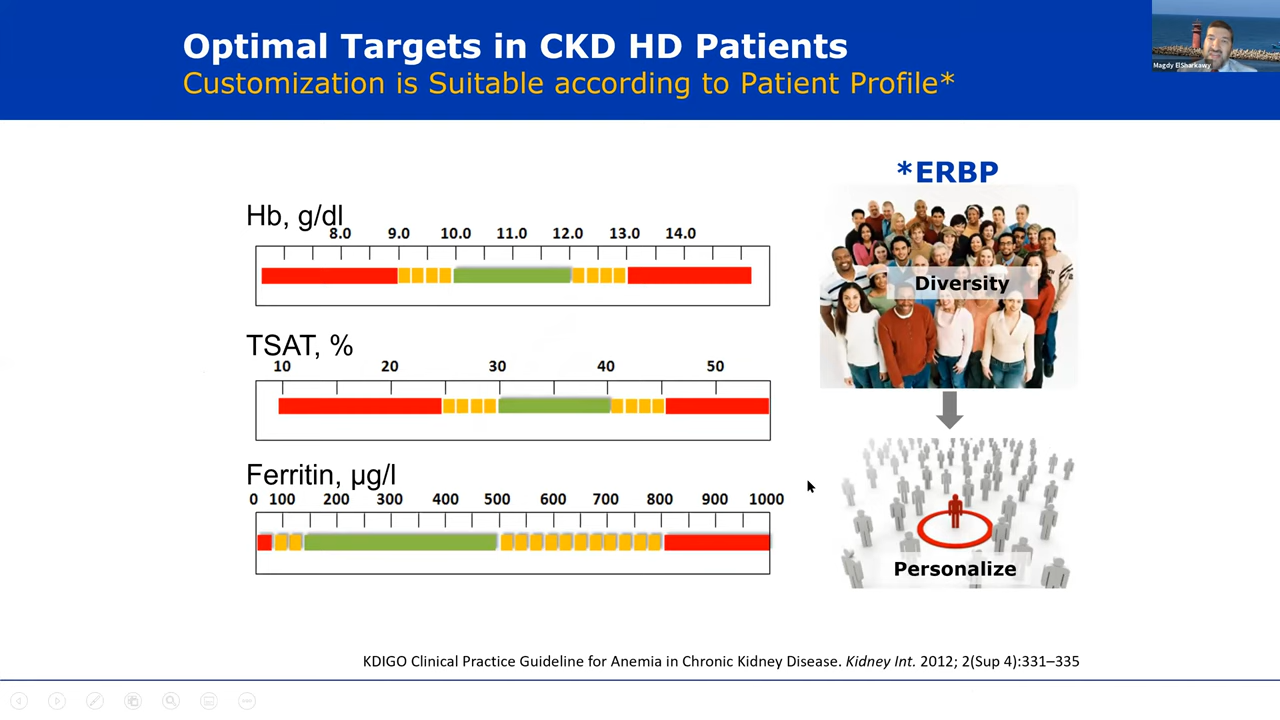 Optimal Targets in CKD HD Patients
Customization is Suitable according to Patient Profile*
Magdy ElSharkawy
*ERBP
Hb, g/dl
8.0 9.0 10.0 11.0 12.0 13.0 14.0
Diversity
TSAT, %
10 20 30 40 50
Ferritin, µg/l
0 100 200 300 400 500 600 700 800 900 1000
Personalize
KDIGO Clinical Practice Guideline for Anemia in Chronic Kidney Disease. Kidney Int. 2012; 2(Sup 4):331–335